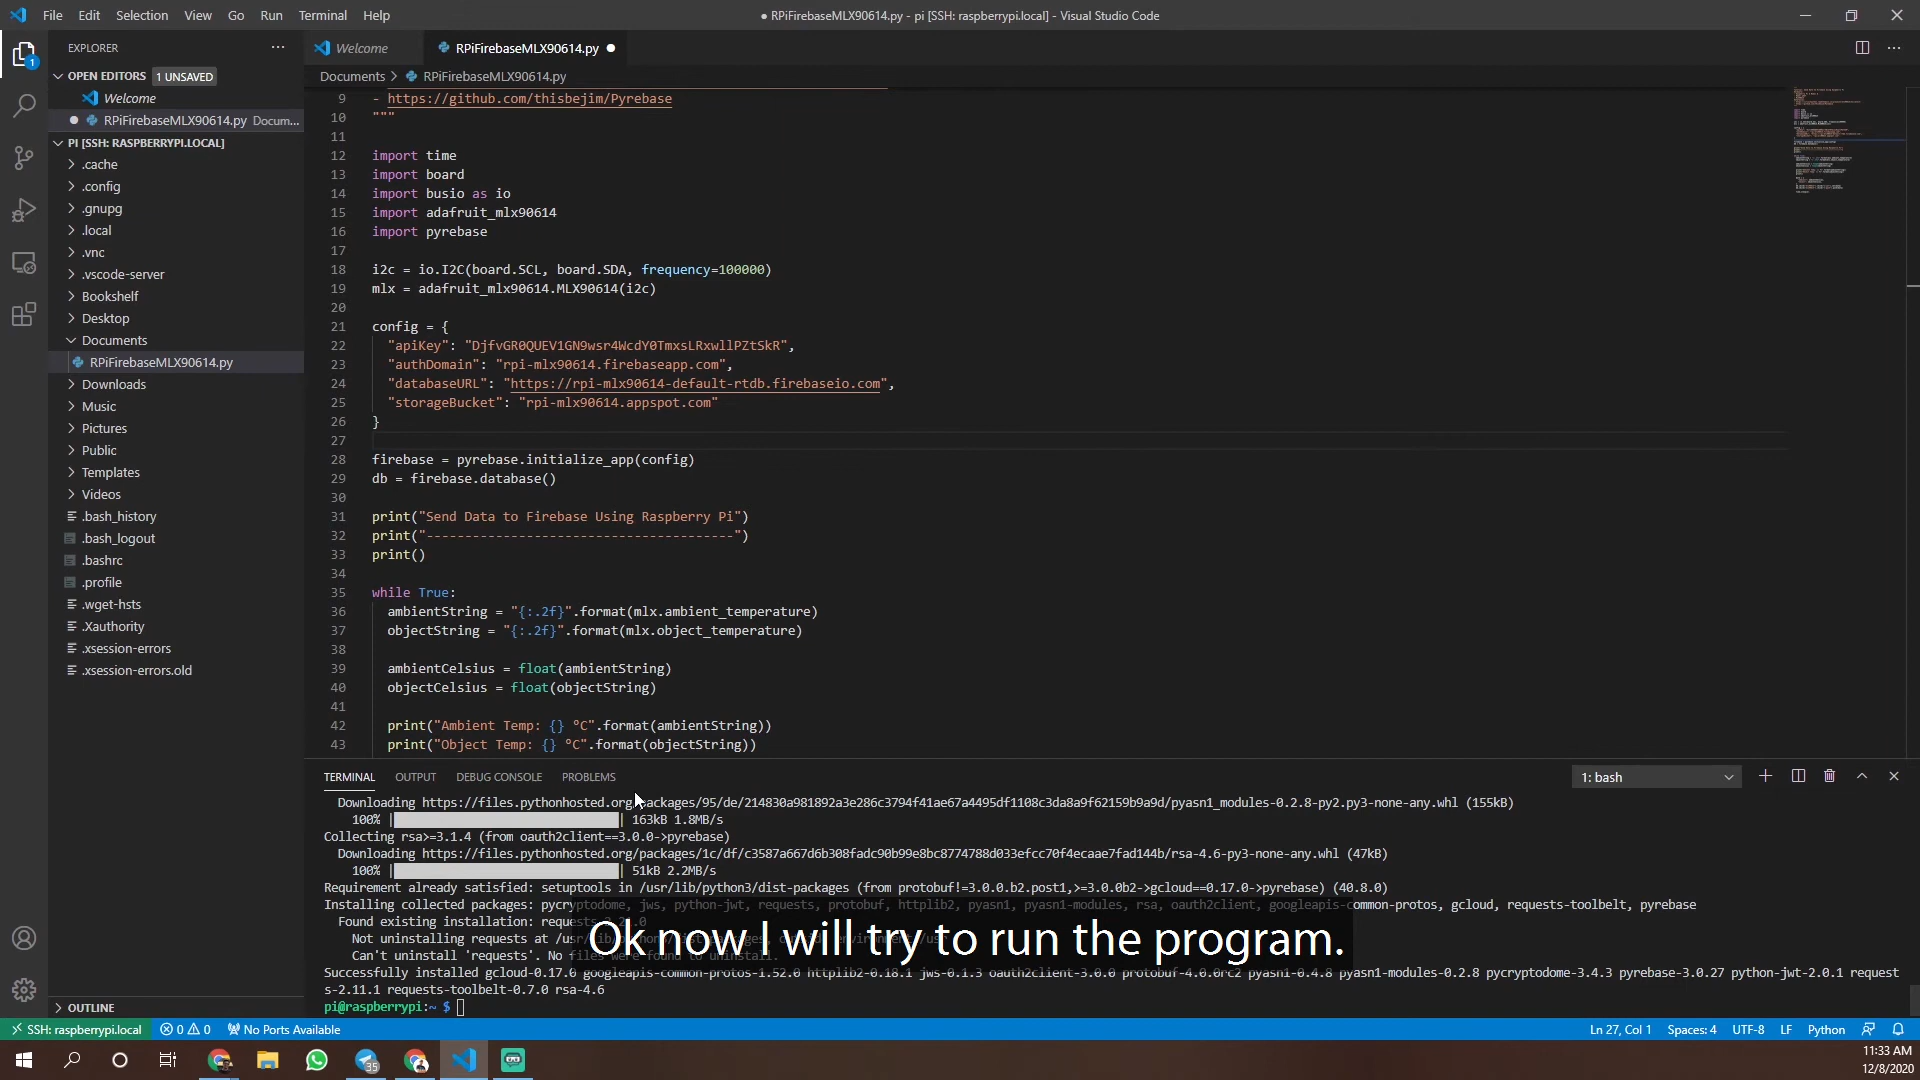 File Edit Selection View Go Run Terminal Help
● RPiFirebaseMLX90614.py - pi [SSH: raspberrypi.local] - Visual Studio Code
EXPLORER
OPEN EDITORS 1 UNSAVED
Welcome
RPiFirebaseMLX90614.py Docum...
PI [SSH: RASPBERRYPI.LOCAL]
.cache
.config
.gnupg
.local
.vnc
.vscode-server
Bookshelf
Desktop
Documents
RPiFirebaseMLX90614.py
Downloads
Music
Pictures
Public
Templates
Videos
.bash_history
.bash_logout
.bashrc
.profile
.wget-hsts
.Xauthority
.xsession-errors
.xsession-errors.old
OUTLINE
Welcome RPiFirebaseMLX90614.py
Documents > RPiFirebaseMLX90614.py
9 - https://github.com/thisbejim/Pyrebase
10 """
11
12 import time
13 import board
14 import busio as io
15 import adafruit_mlx90614
16 import pyrebase
17
18 i2c = io.I2C(board.SCL, board.SDA, frequency=100000)
19 mlx = adafruit_mlx90614.MLX90614(i2c)
20
21 config = {
22 "apiKey": "DjfvGR0QUEV1GN9wsr4WcdY0TmxsLRxwllPZtSkR",
23 "authDomain": "rpi-mlx90614.firebaseapp.com",
24 "databaseURL": "https://rpi-mlx90614-default-rtdb.firebaseio.com",
25 "storageBucket": "rpi-mlx90614.appspot.com"
26 }
27
28 firebase = pyrebase.initialize_app(config)
29 db = firebase.database()
30
31 print("Send Data to Firebase Using Raspberry Pi")
32 print("----------------------------------------")
33 print()
34
35 while True:
36 ambientString = "{:.2f}".format(mlx.ambient_temperature)
37 objectString = "{:.2f}".format(mlx.object_temperature)
38
39 ambientCelsius = float(ambientString)
40 objectCelsius = float(objectString)
41
42 print("Ambient Temp: {} °C".format(ambientString))
43 print("Object Temp: {} °C".format(objectString))
TERMINAL OUTPUT DEBUG CONSOLE PROBLEMS 1: bash
Downloading https://files.pythonhosted.org/packages/95/de/214830a981892a3e286c3794f41ae67a4495df1108c3da8a9f62159b9a9d/pyasn1_modules-0.2.8-py2.py3-none-any.whl (155kB)
100% | | 163kB 1.8MB/s
Collecting rsa>=3.1.4 (from oauth2client==3.0.0->pyrebase)
Downloading https://files.pythonhosted.org/packages/1c/df/c3587a667d6b308fadc90b99e8bc8774788d033efcc70f4ecaae7fad144b/rsa-4.6-py3-none-any.whl (47kB)
100% | | 51kB 2.2MB/s
Requirement already satisfied: setuptools in /usr/lib/python3/dist-packages (from protobuf!=3.0.0.b2.post1,>=3.0.0b2->gcloud==0.17.0->pyrebase) (40.8.0)
Installing collected packages: pycryptodome, jws, python-jwt, requests, protobuf, httplib2, pyasn1, pyasn1-modules, rsa, oauth2client, googleapis-common-protos, gcloud, requests-toolbelt, pyrebase
Found existing installation: requests 2.21.0
Not uninstalling requests at /usr/lib/python3/dist-packages,
Can't uninstall 'requests'. No files were found to uninstall.
Ok now I will try to run the program.
Successfully installed gcloud-0.17.0 googleapis-common-protos-1.52.0 httplib2-0.18.1 jws-0.1.3 oauth2client-3.0.0 protobuf-4.0.0rc2 pyasn1-0.4.8 pyasn1-modules-0.2.8 pycryptodome-3.4.3 pyrebase-3.0.27 python-jwt-2.0.1 request
s-2.11.1 requests-toolbelt-0.7.0 rsa-4.6
pi@raspberrypi:~ $
SSH: raspberrypi.local 0 0 No Ports Available Ln 27, Col 1 Spaces: 4 UTF-8 LF Python
35
11:33 AM
12/8/2020